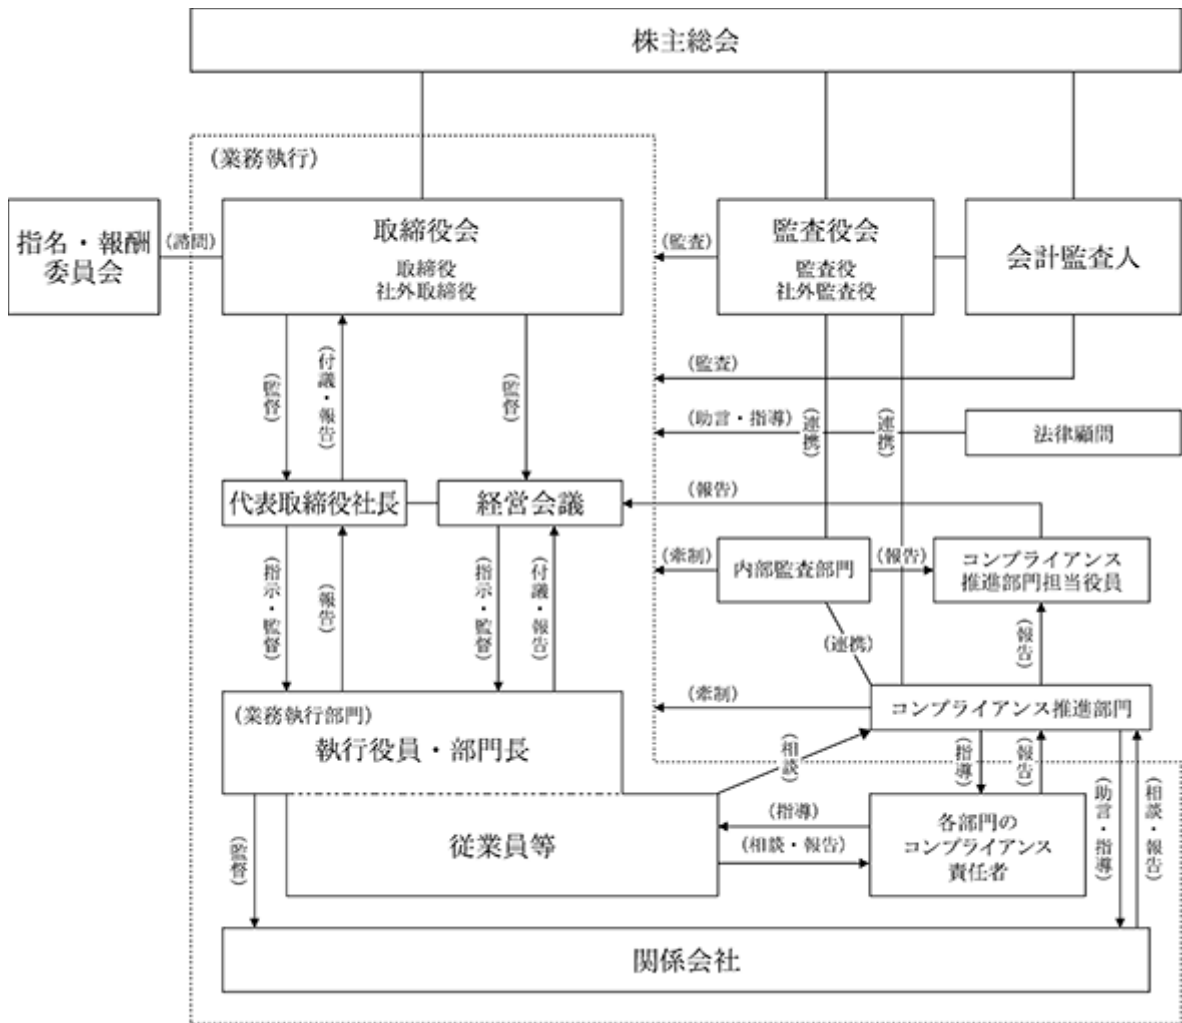 株主総会
(業務執行)
指名・報酬
委員会
(諮問)
取締役会
取締役
社外取締役
(監査)
監査役会
監査役
社外監査役
会計監査人
(監督)
(付議・報告)
(監督)
(監査)
(助言・指導)
(連携)
(連携)
法律顧問
代表取締役社長
経営会議
(報告)
(指示・監督)
(報告)
(指示・監督)
(付議・報告)
(牽制)
内部監査部門
(報告)
コンプライアンス
推進部門担当役員
(連携)
(報告)
(牽制)
コンプライアンス推進部門
(業務執行部門)
執行役員・部門長
(相談)
(指導)
(報告)
(助言・指導)
(相談・報告)
(監督)
従業員等
(指導)
(相談・報告)
各部門の
コンプライアンス
責任者
関係会社